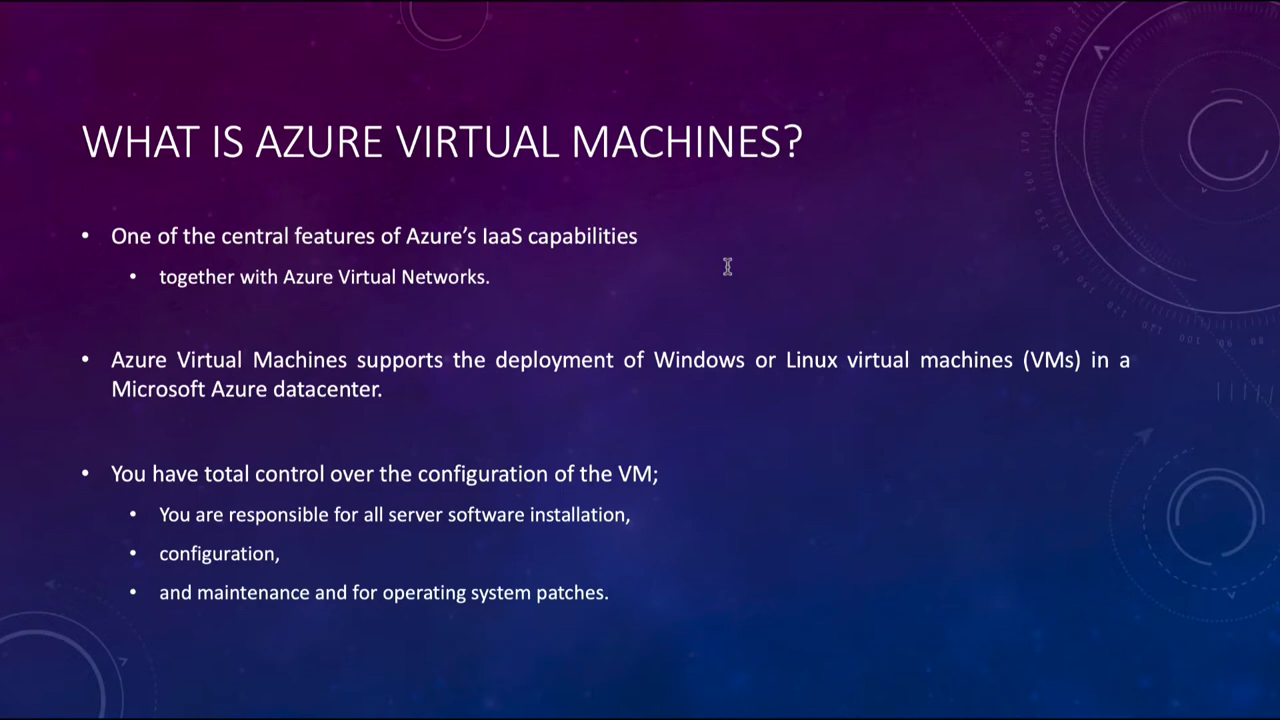 WHAT IS AZURE VIRTUAL MACHINES?
• One of the central features of Azure’s IaaS capabilities
• together with Azure Virtual Networks.
• Azure Virtual Machines supports the deployment of Windows or Linux virtual machines (VMs) in a
Microsoft Azure datacenter.
• You have total control over the configuration of the VM;
• You are responsible for all server software installation,
• configuration,
• and maintenance and for operating system patches.